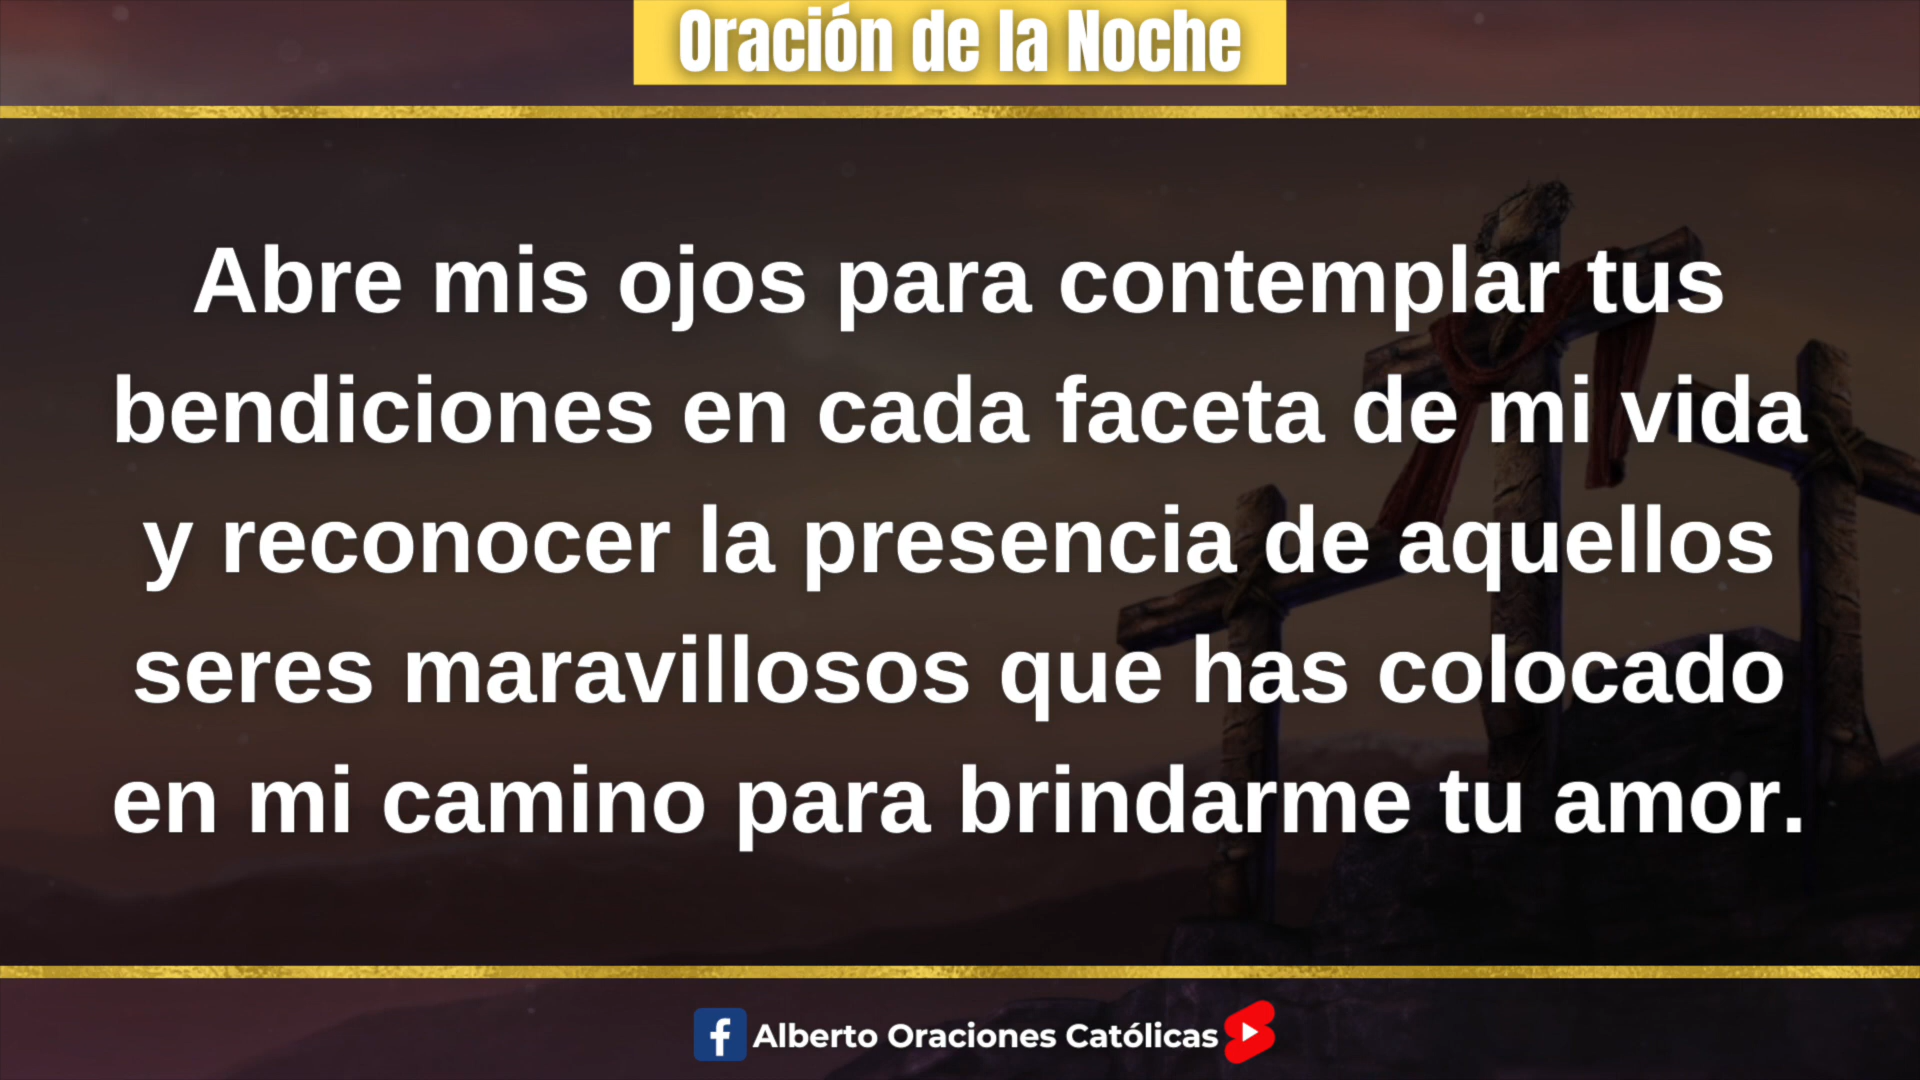 Oración de la Noche
Abre mis ojos para contemplar tus
bendiciones en cada faceta de mi vida
y reconocer la presencia de aquellos
seres maravillosos que has colocado
en mi camino para brindarme tu amor.
Alberto Oraciones Católicas